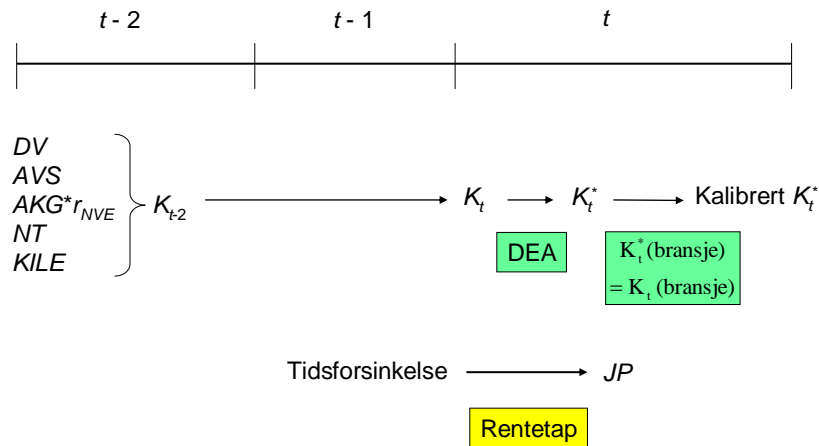 t - 2 t - 1 t
DV
AVS
AKG*r_NVE
NT
KILE
K_t-2
K_t K_t^* Kalibrert K_t^*
DEA
K_t^*(bransje)
= K_t (bransje)
Tidsforsinkelse JP
Rentetap